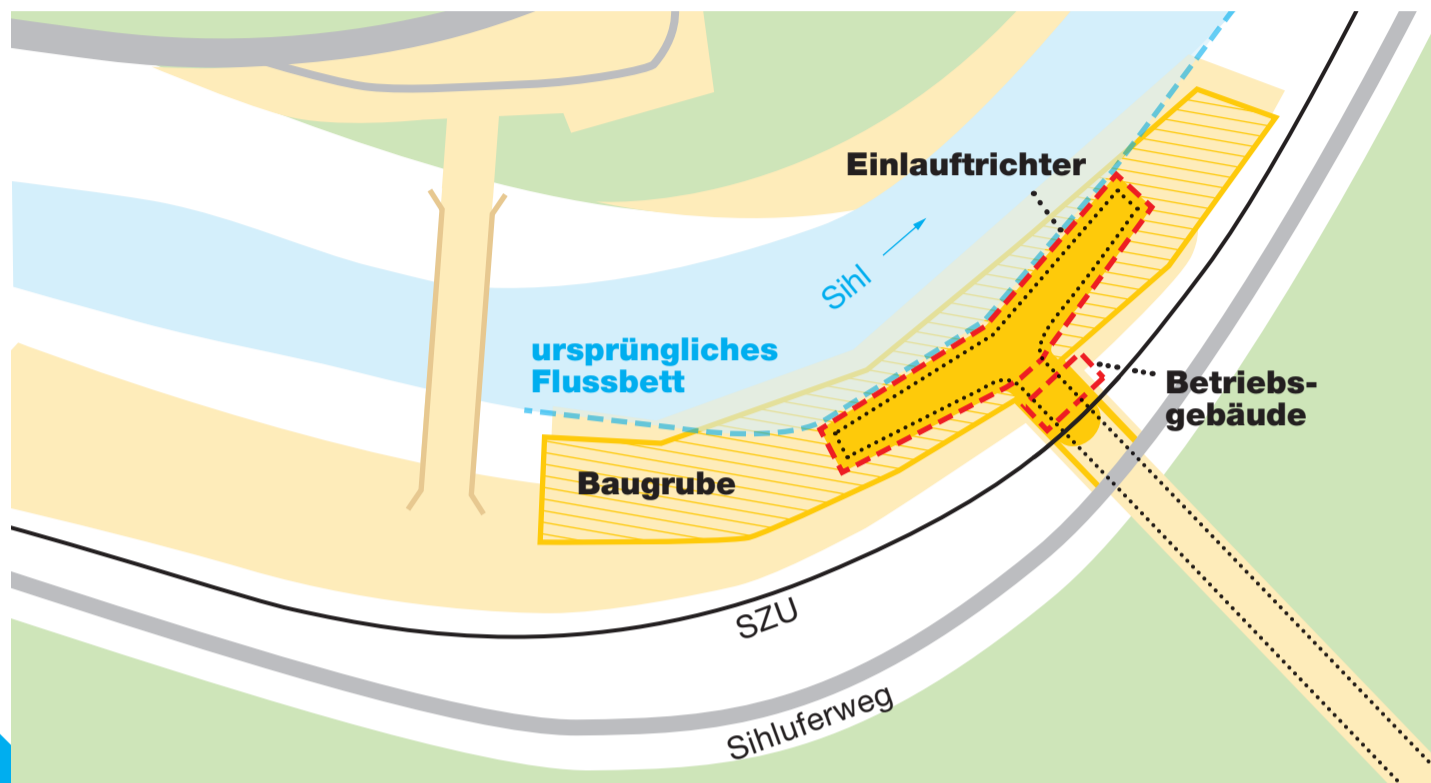 Einlauftrichter
Sihl
ursprüngliches
Flussbett
Betriebs-
gebäude
Baugrube
SZU
Sihluferweg